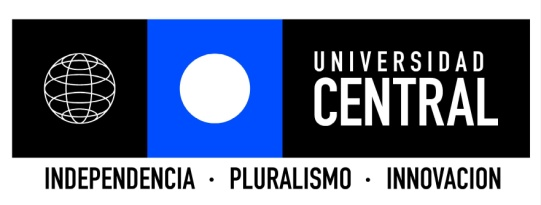 UNIVERSIDAD
CENTRAL
INDEPENDENCIA · PLURALISMO · INNOVACION